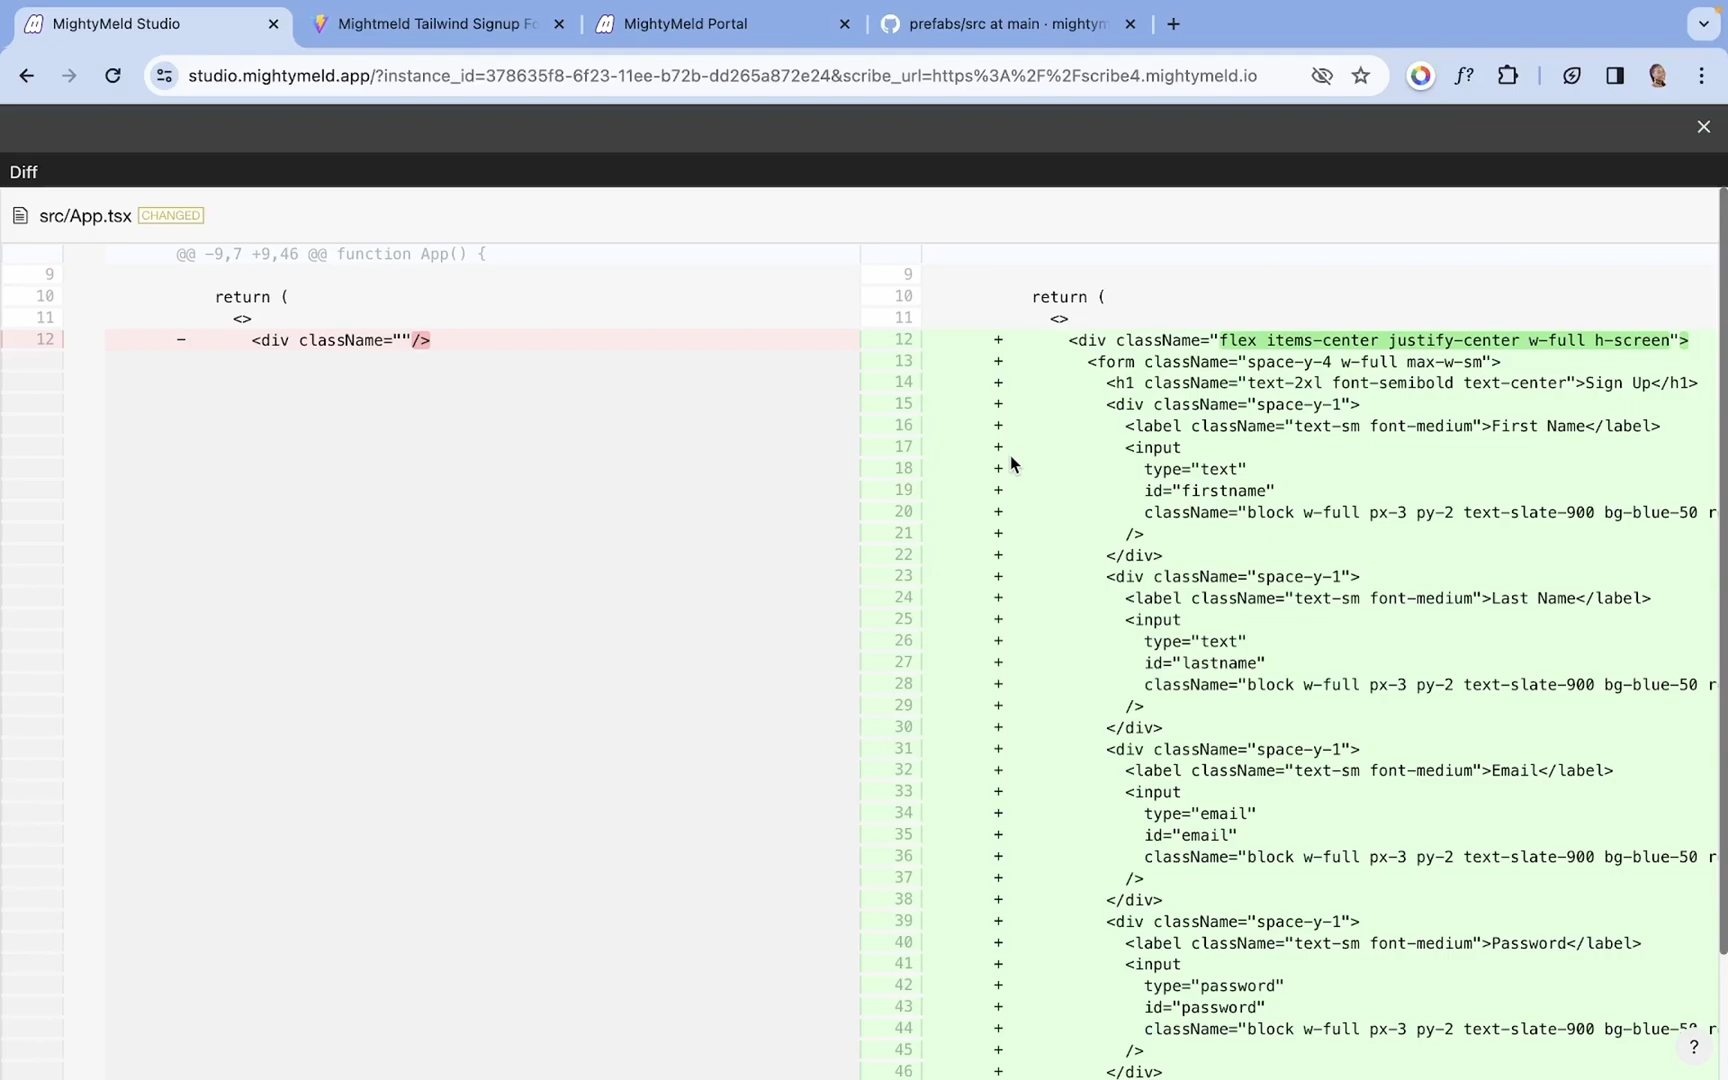 MightyMeld Studio
Mightmeld Tailwind Signup Fo
MightyMeld Portal
prefabs/src at main · mightym
studio.mightymeld.app/?instance_id=378635f8-6f23-11ee-b72b-dd265a872e24&scribe_url=https%3A%2F%2Fscribe4.mightymeld.io
f?
Diff
src/App.tsx CHANGED
@@ -9,7 +9,46 @@ function App() {
9
10 return (
11 <>
12 - <div className=""/>
9
10 return (
11 <>
12 + <div className="flex items-center justify-center w-full h-screen">
13 + <form className="space-y-4 w-full max-w-sm">
14 + <h1 className="text-2xl font-semibold text-center">Sign Up</h1>
15 + <div className="space-y-1">
16 + <label className="text-sm font-medium">First Name</label>
17 + <input
18 + type="text"
19 + id="firstname"
20 + className="block w-full px-3 py-2 text-slate-900 bg-blue-50 r
21 + />
22 + </div>
23 + <div className="space-y-1">
24 + <label className="text-sm font-medium">Last Name</label>
25 + <input
26 + type="text"
27 + id="lastname"
28 + className="block w-full px-3 py-2 text-slate-900 bg-blue-50 r
29 + />
30 + </div>
31 + <div className="space-y-1">
32 + <label className="text-sm font-medium">Email</label>
33 + <input
34 + type="email"
35 + id="email"
36 + className="block w-full px-3 py-2 text-slate-900 bg-blue-50 r
37 + />
38 + </div>
39 + <div className="space-y-1">
40 + <label className="text-sm font-medium">Password</label>
41 + <input
42 + type="password"
43 + id="password"
44 + className="block w-full px-3 py-2 text-slate-900 bg-blue-50 r
45 + />
46 + </div>
?